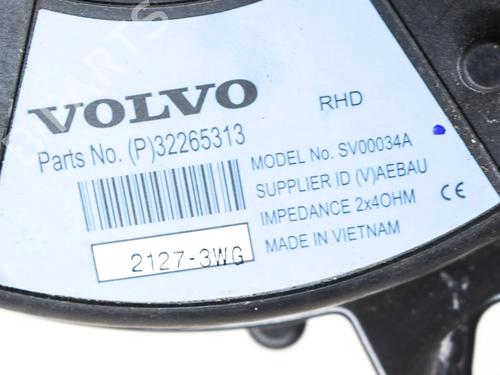 VOLVO
RHD
Parts No. (P)32265313
MODEL No. SV00034A
SUPPLIER ID (V)AEBAU
IMPEDANCE 2x4OHM
CE
MADE IN VIETNAM
2127-3WG